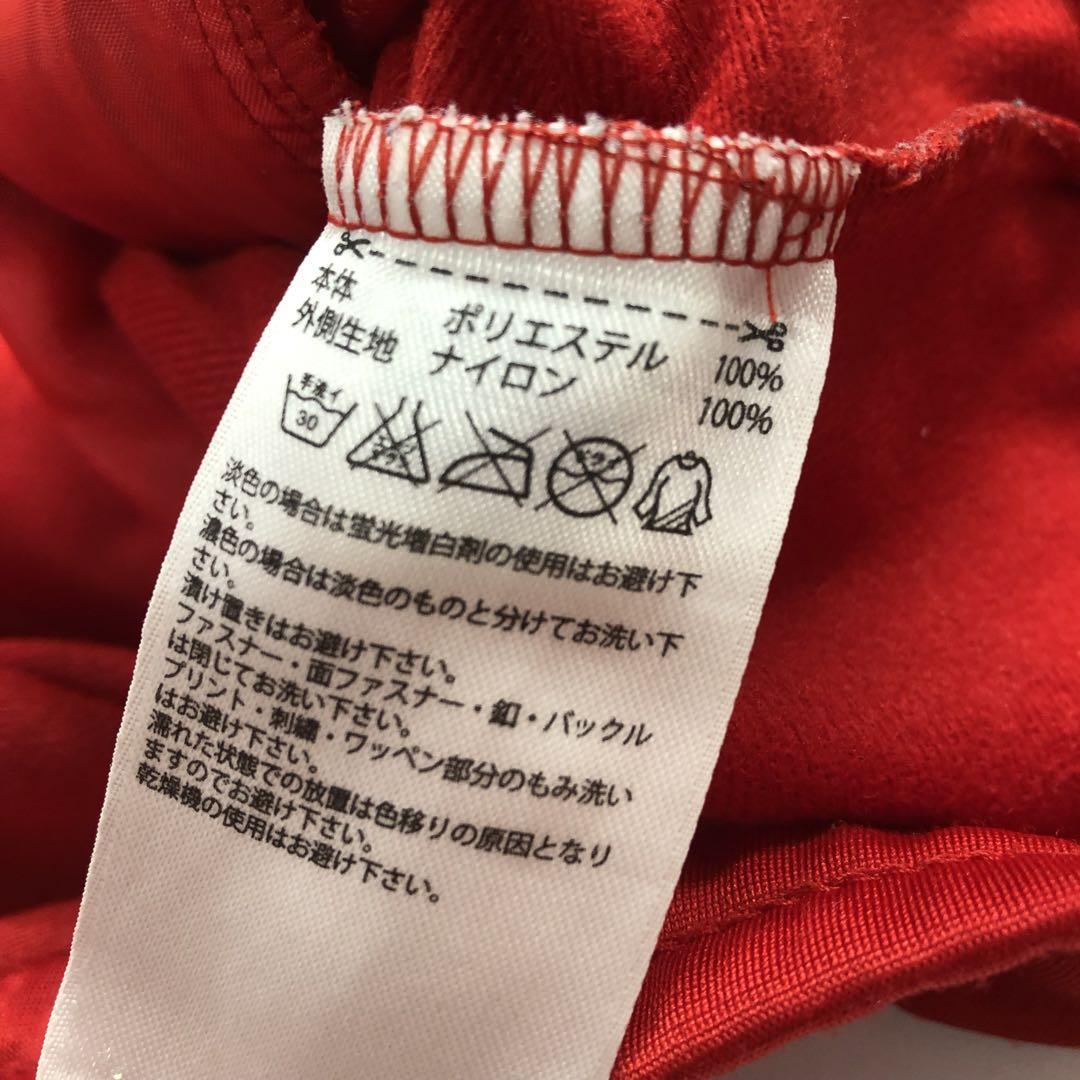 本体 ポリエステル 100%
外側生地 ナイロン 100%
手洗イ
30
淡色の場合は蛍光増白剤の使用はお避け下
さい。
濃色の場合は淡色のものと分けてお洗い下
さい。
漬け置きはお避け下さい。
ファスナー・面ファスナー・釦・バックル
は閉じてお洗い下さい。
プリント・刺繍・ワッペン部分のもみ洗い
はお避け下さい。
濡れた状態での放置は色移りの原因となり
ますのでお避け下さい。
乾燥機の使用はお避け下さい。